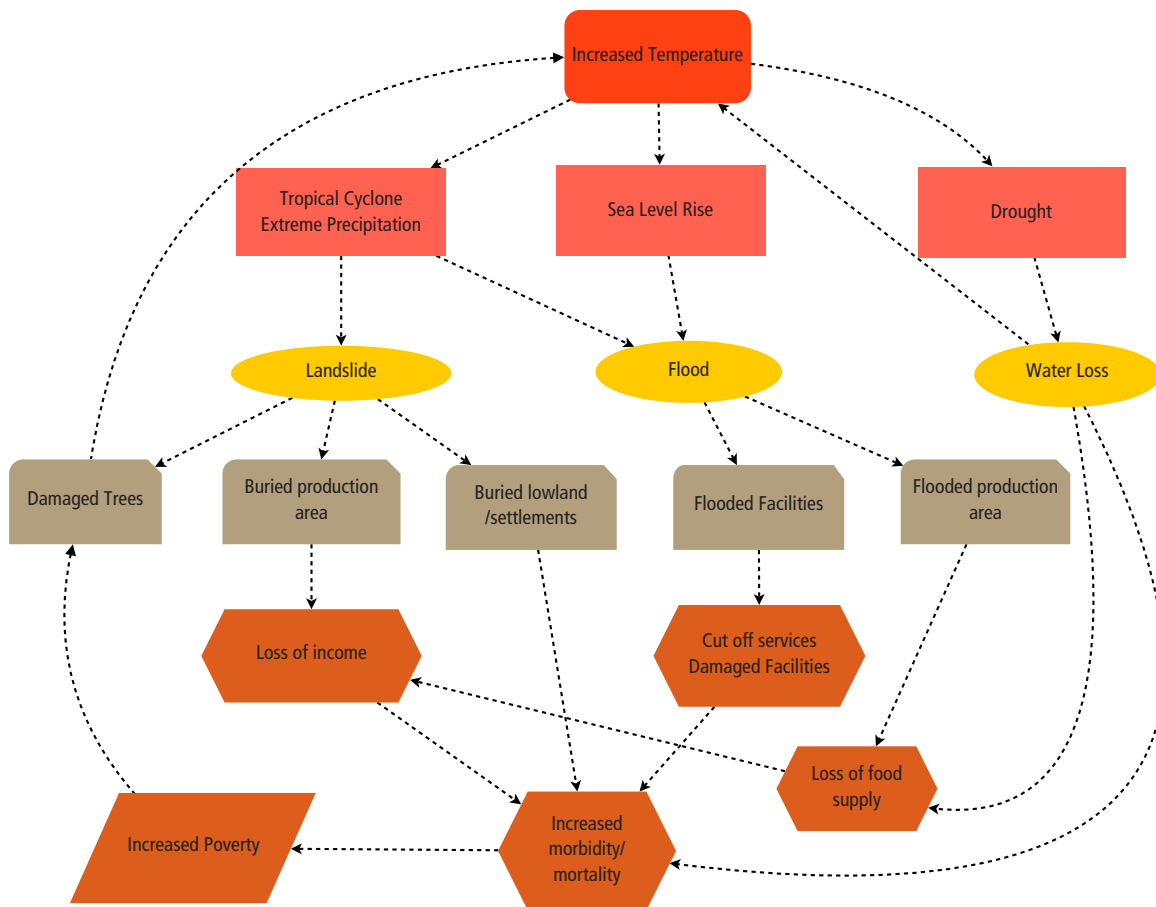 Increased Temperature
Tropical Cyclone
Extreme Precipitation
Sea Level Rise
Drought
Landslide
Flood
Water Loss
Damaged Trees
Buried production
area
Buried lowland
/settlements
Flooded Facilities
Flooded production
area
Loss of income
Cut off services
Damaged Facilities
Loss of food
supply
Increased Poverty
Increased
morbidity/
mortality